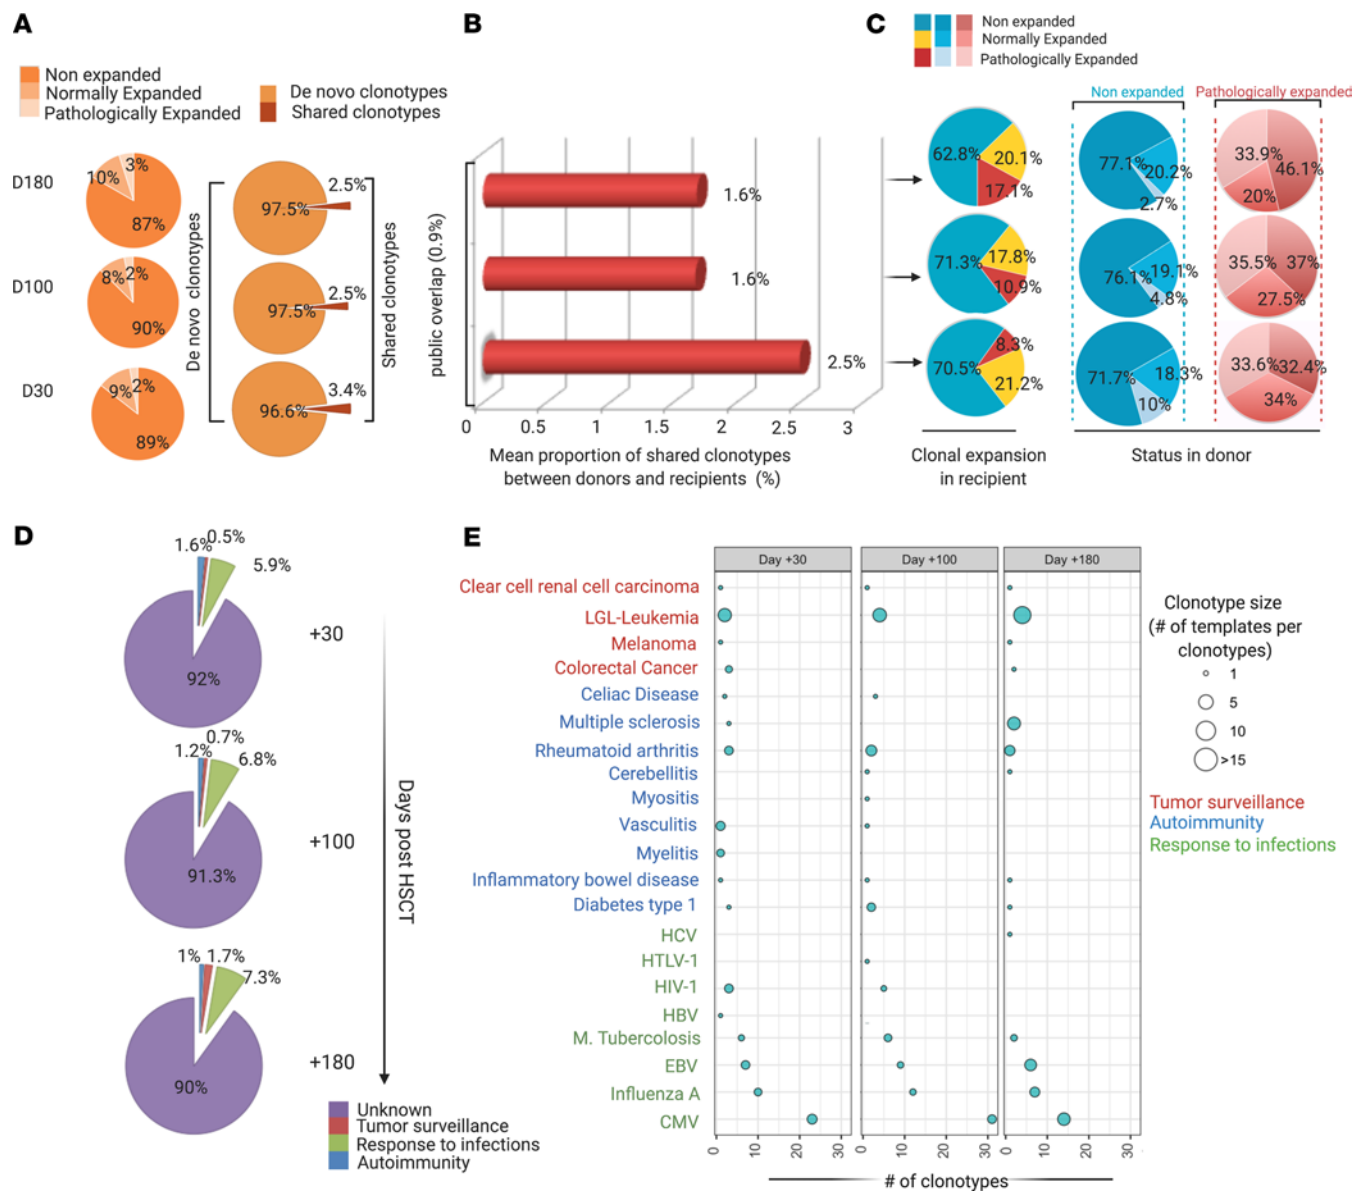 A
Non expanded
Normally Expanded
Pathologically Expanded
De novo clonotypes
Shared clonotypes
D180
3%
10%
87%
D100
2%
8%
90%
D30
2%
9%
89%
De novo clonotypes
2.5%
97.5%
2.5%
97.5%
3.4%
96.6%
Shared clonotypes
B
public overlap (0.9%)
1.6%
1.6%
2.5%
0
0.5
1
1.5
2
2.5
3
Mean proportion of shared clonotypes
between donors and recipients (%)
C
Non expanded
Normally Expanded
Pathologically Expanded
Non expanded
Pathologically expanded
62.8%
20.1%
17.1%
77.1%
20.2%
2.7%
33.9%
46.1%
20%
71.3%
17.8%
10.9%
76.1%
19.1%
4.8%
35.5%
37%
27.5%
8.3%
70.5%
21.2%
71.7%
18.3%
10%
33.6%
32.4%
34%
Clonal expansion
in recipient
Status in donor
D
1.6%
0.5%
5.9%
92%
+30
1.2%
0.7%
6.8%
91.3%
+100
1%
1.7%
7.3%
90%
+180
Days post HSCT
Unknown
Tumor surveillance
Response to infections
Autoimmunity
E
Day +30
Day +100
Day +180
Clear cell renal cell carcinoma
LGL-Leukemia
Melanoma
Colorectal Cancer
Celiac Disease
Multiple sclerosis
Rheumatoid arthritis
Cerebellitis
Myositis
Vasculitis
Myelitis
Inflammatory bowel disease
Diabetes type 1
HCV
HTLV-1
HIV-1
HBV
M. Tubercolosis
EBV
Influenza A
CMV
0
10
20
30
0
10
20
30
0
10
20
30
# of clonotypes
Clonotype size
(# of templates per
clonotypes)
1
5
10
>15
Tumor surveillance
Autoimmunity
Response to infections